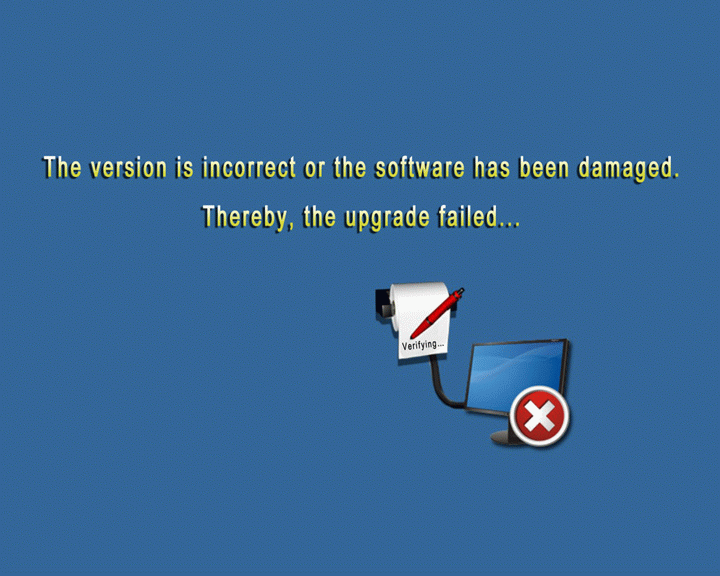 The version is incorrect or the software has been damaged.
Thereby, the upgrade failed...
Verifying...